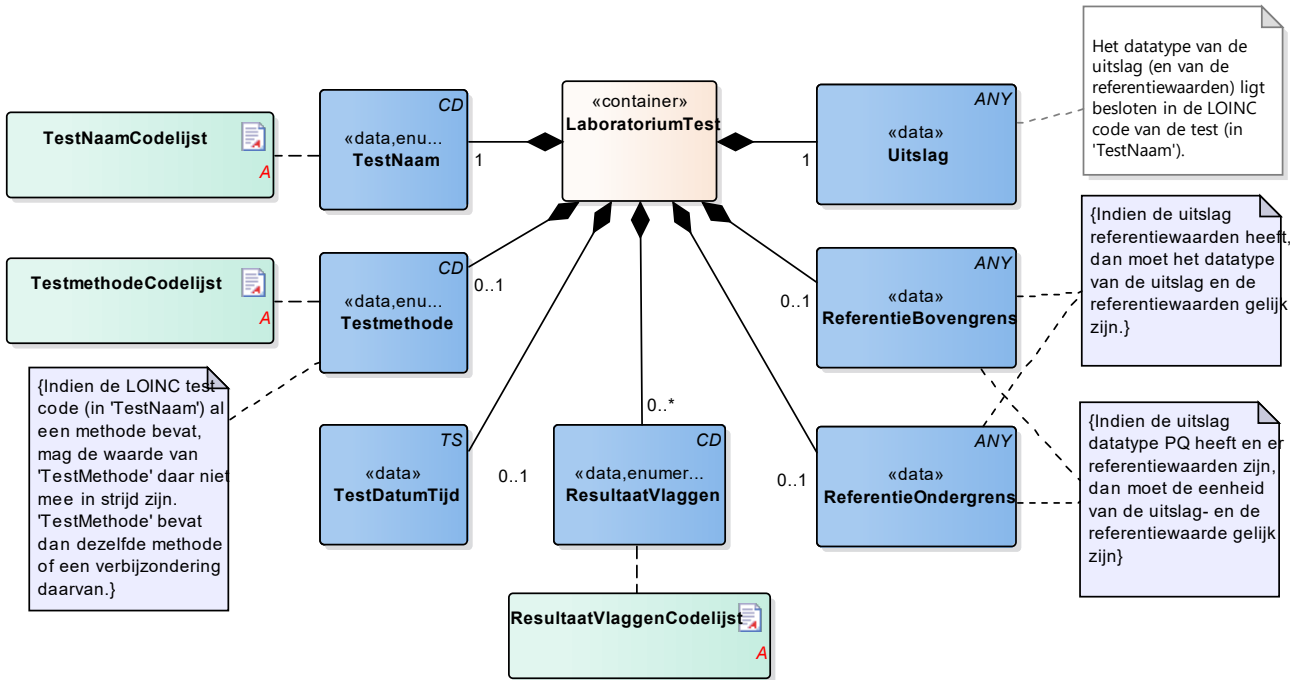 Het datatype van de
uitslag (en van de
referentiewaarden) ligt
besloten in de LOINC
code van de test (in
'TestNaam').
«container»
LaboratoriumTest
CD
«data,enu...
TestNaam
1
ANY
«data»
Uitslag
1
TestNaamCodelijst
A
{Indien de uitslag
referentiewaarden heeft,
dan moet het datatype
van de uitslag en de
referentiewaarden gelijk
zijn.}
TestmethodeCodelijst
A
CD
«data,enu...
Testmethode
0..1
ANY
«data»
ReferentieBovengrens
0..1
{Indien de LOINC test
code (in 'TestNaam') al
een methode bevat,
mag de waarde van
'TestMethode' daar niet
mee in strijd zijn.
'TestMethode' bevat
dan dezelfde methode
of een verbijzondering
daarvan.}
TS
«data»
TestDatumTijd
0..1
0..*
CD
«data,enumer...
ResultaatVlaggen
ANY
«data»
ReferentieOndergrens
0..1
{Indien de uitslag
datatype PQ heeft en er
referentiewaarden zijn,
dan moet de eenheid
van de uitslag- en de
referentiewaarde gelijk
zijn}
ResultaatVlaggenCodelijst
A